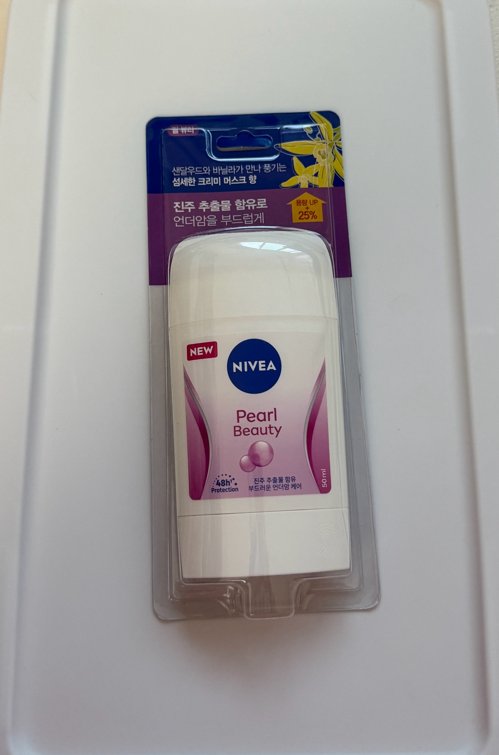 펄 뷰티
샌달우드와 바닐라가 만나 풍기는
섬세한 크리미 머스크 향
진주 추출물 함유로
언더암을 부드럽게
용량 UP
+
25%
NEW
NIVEA
Pearl
Beauty
48h
Protection
진주 추출물 함유
부드러운 언더암 케어
50 ml